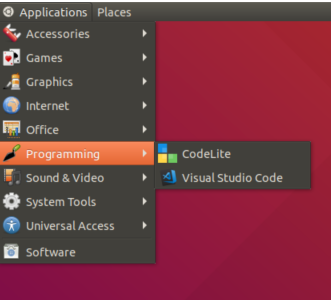 Applications Places
Accessories
Games
Graphics
Internet
Office
Programming
CodeLite
Sound & Video
Visual Studio Code
System Tools
Universal Access
Software